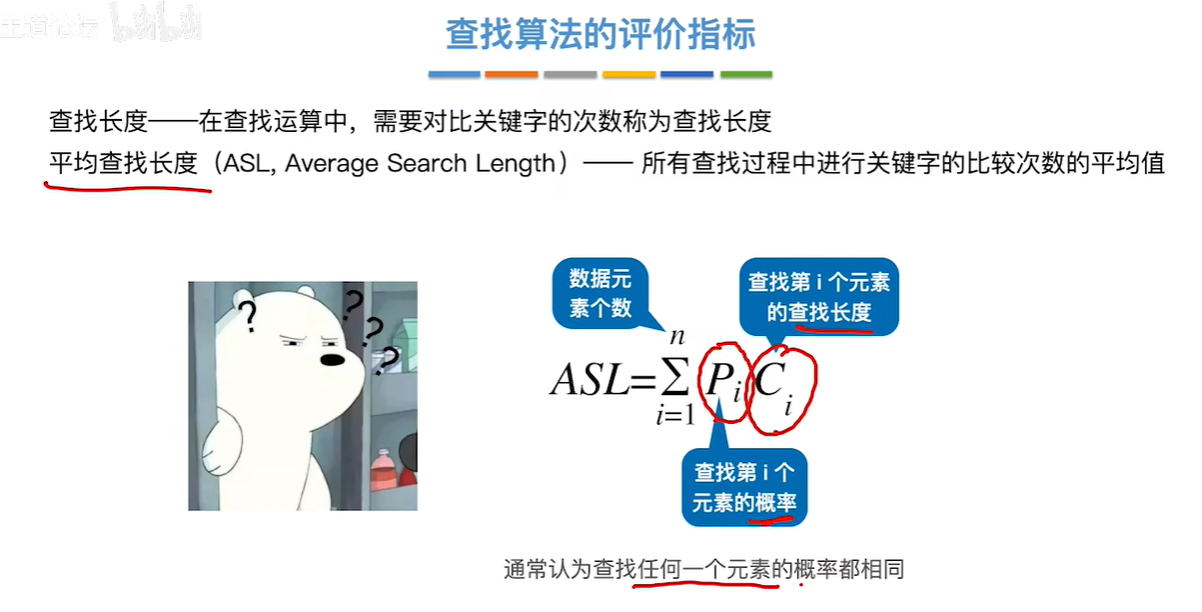 王道论坛 bilibili
查找算法的评价指标
查找长度——在查找运算中，需要对比关键字的次数称为查找长度
平均查找长度（ASL, Average Search Length）—— 所有查找过程中进行关键字的比较次数的平均值
数据元
素个数
查找第 i 个元素
的查找长度
? ? ? ?
n
ASL=∑PᵢCᵢ
i=1
查找第 i 个
元素的概率
通常认为查找任何一个元素的概率都相同